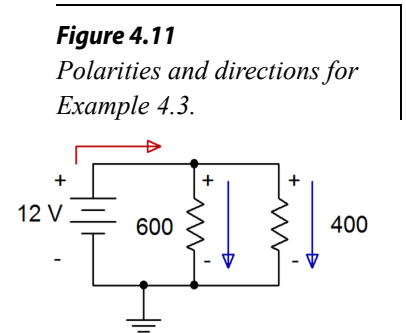 Figure 4.11
Polarities and directions for
Example 4.3.
+ + +
12 V 600 400
- - -